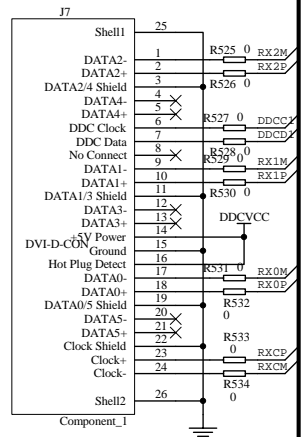 J7
Shell1 25
DATA2- 1 R525 0 RX2M
DATA2+ 2 RX2P
DATA2/4 Shield 3 R526 0
DATA4- 4
DATA4+ 5
DDC Clock 6 R527 0 DDCC1
DDC Data 7 DDCD1
No Connect 8 R528 0
DATA1- 9 R529 0 RX1M
DATA1+ 10 RX1P
DATA1/3 Shield 11 R530 0
DATA3- 12
DATA3+ 13 DDCVCC
+5V Power 14
DVI-D-CON Ground 15
Hot Plug Detect 16
DATA0- 17 R531 0 RX0M
DATA0+ 18 RX0P
DATA0/5 Shield 19 R532
DATA5- 20 0
DATA5+ 21 R533
Clock Shield 22 0
Clock+ 23 RXCP
Clock- 24 RXCM
R534
0
Shell2 26
Component_1